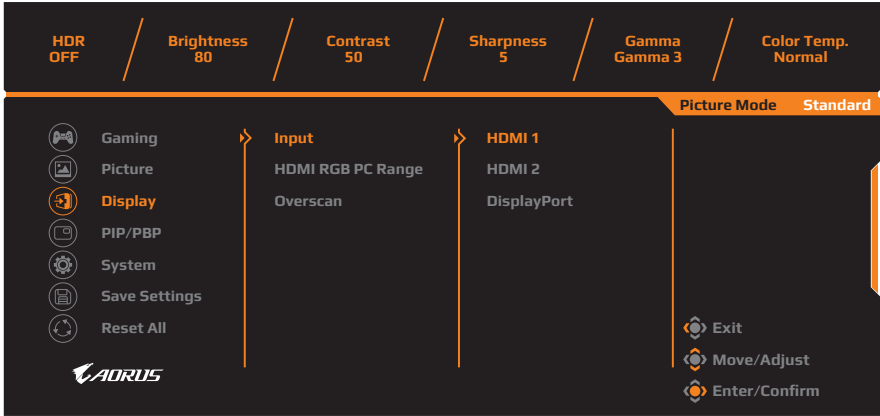 HDR Brightness Contrast Sharpness Gamma Color Temp.
OFF 80 50 5 Gamma 3 Normal
Picture Mode Standard
Gaming Input HDMI 1
Picture HDMI RGB PC Range HDMI 2
Display Overscan DisplayPort
PIP/PBP
System
Save Settings
Reset All Exit
Move/Adjust
AORUS
Enter/Confirm